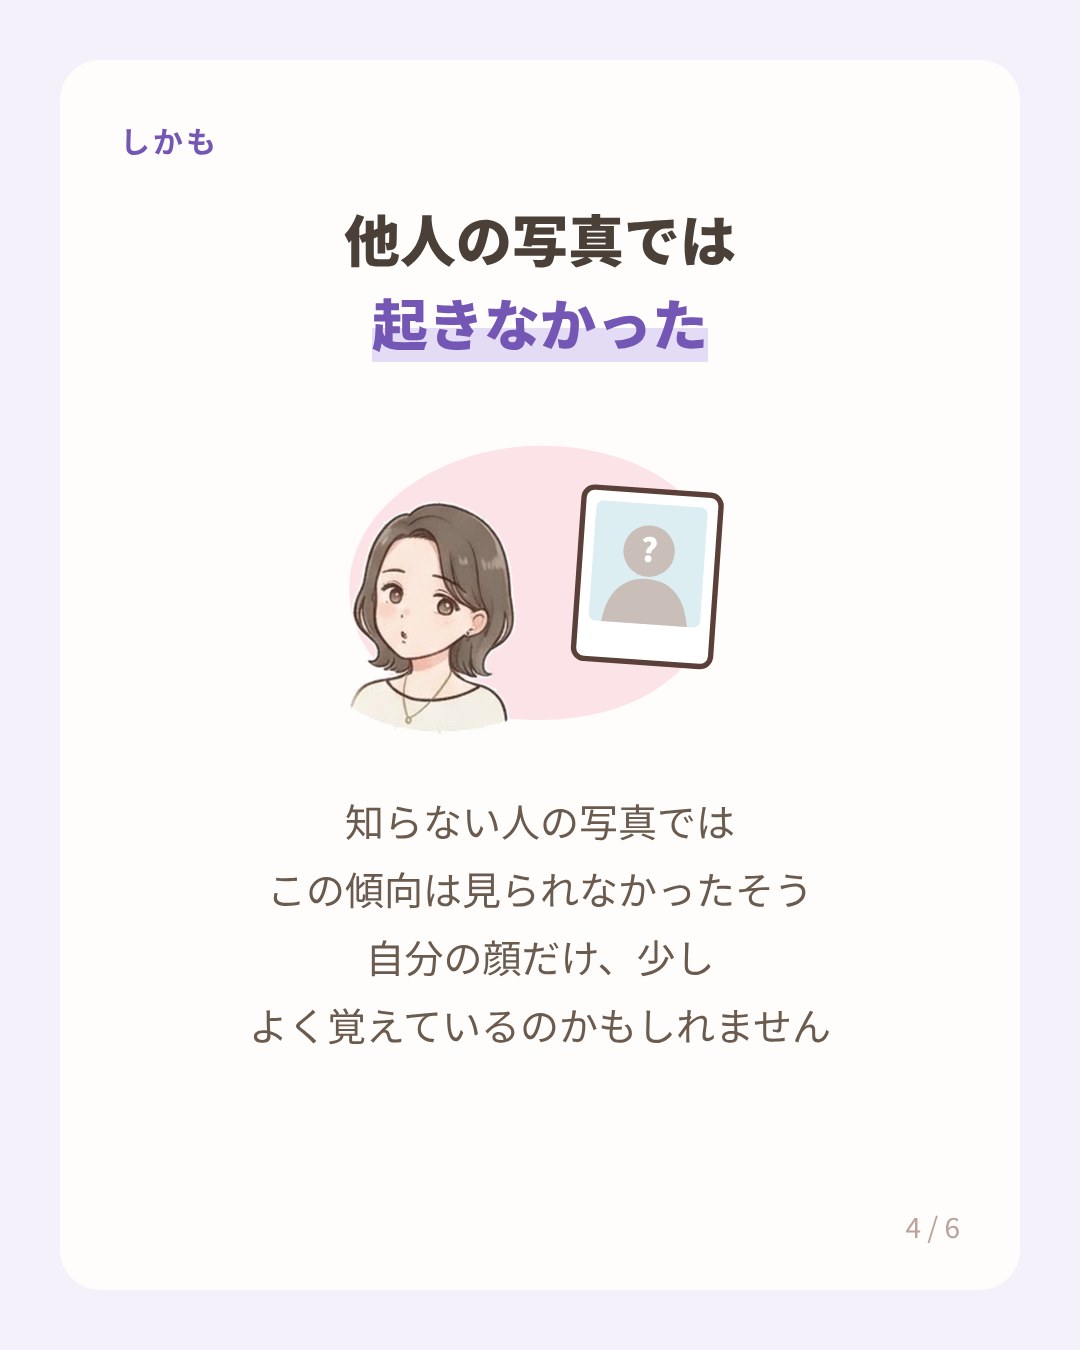 しかも
他人の写真では
起きなかった
?
知らない人の写真では
この傾向は見られなかったそう
自分の顔だけ、少し
よく覚えているのかもしれません
4 / 6